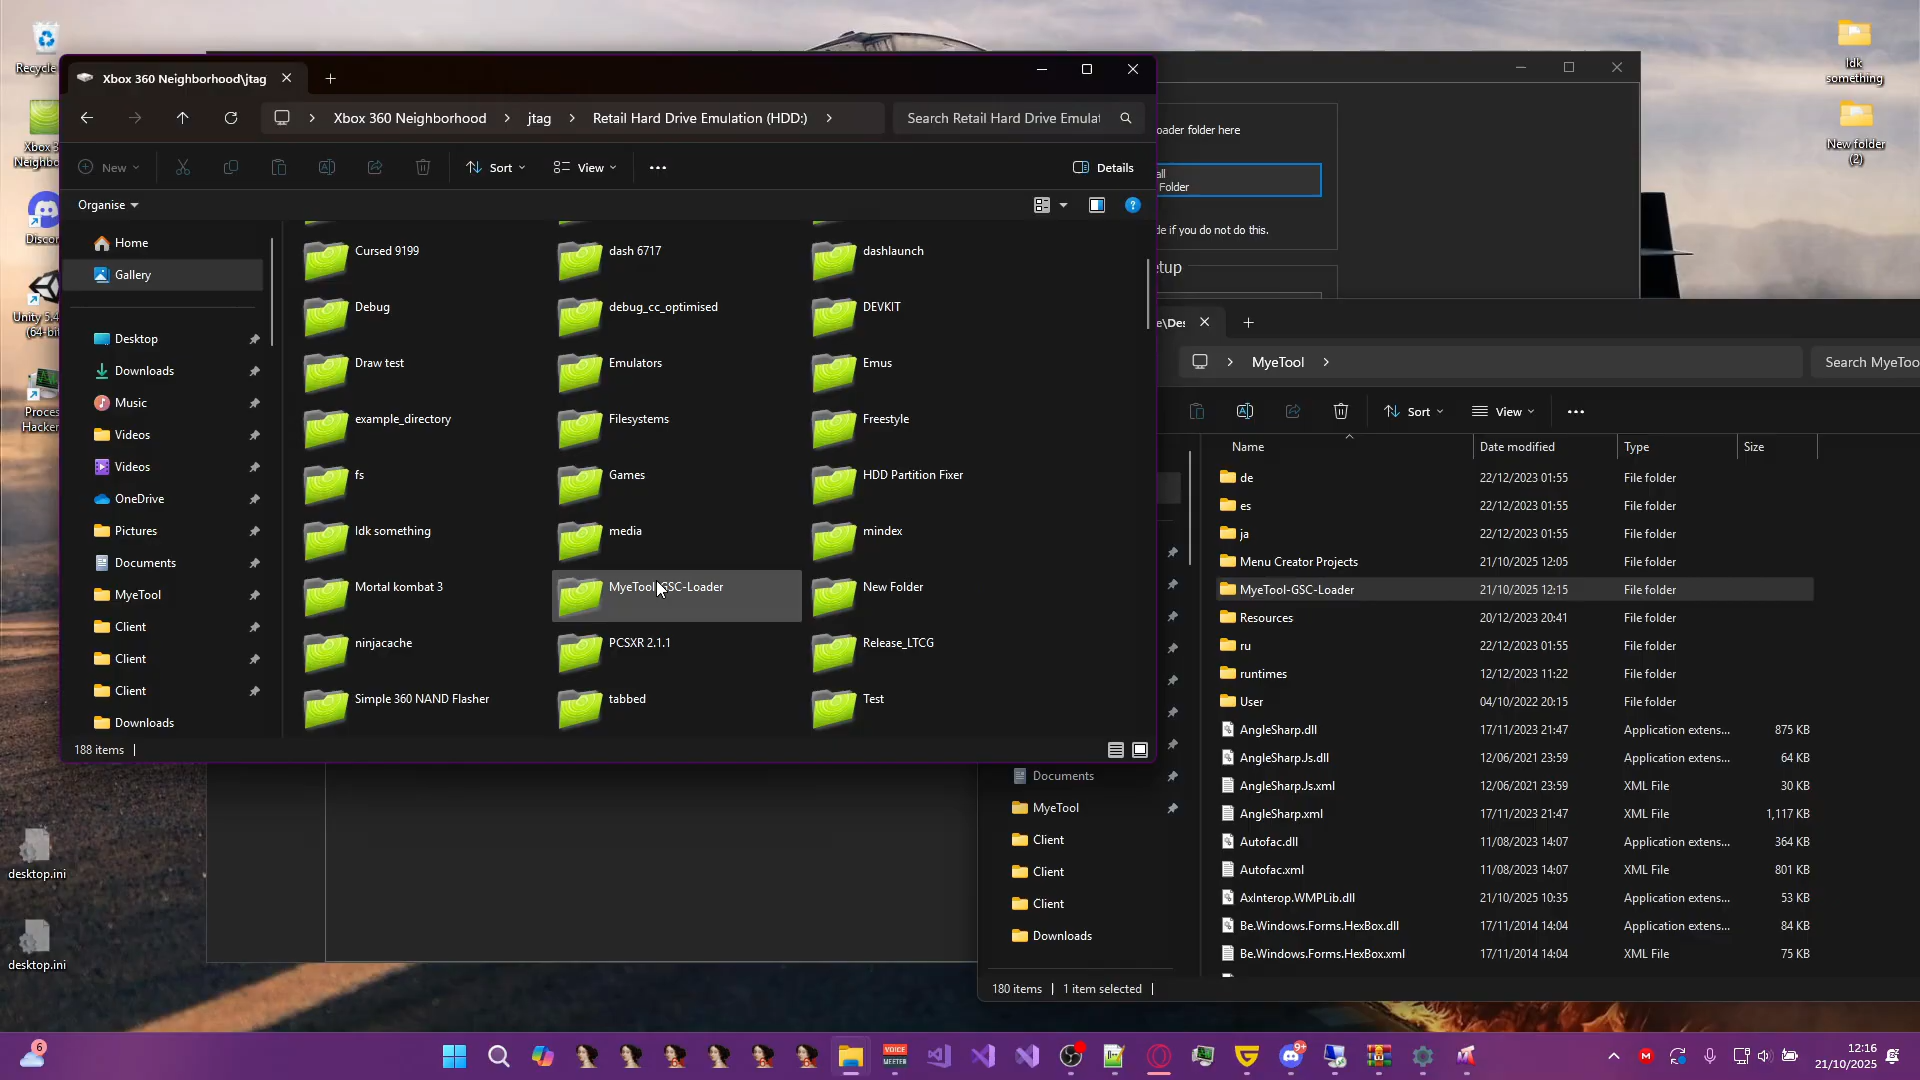 Recycle
Xbox 3
Neighbo
Discor
Unity 5.4
(64-bit
Proces
Hacker
desktop.ini
desktop.ini
Idk
something
New folder
(2)
Xbox 360 Neighborhood\jtag
Xbox 360 Neighborhood
jtag
Retail Hard Drive Emulation (HDD:)
Search Retail Hard Drive Emulat
New
Sort
View
Details
Organise
Home
Gallery
Desktop
Downloads
Music
Videos
Videos
OneDrive
Pictures
Documents
MyeTool
Client
Client
Client
Downloads
Cursed 9199
dash 6717
dashlaunch
Debug
debug_cc_optimised
DEVKIT
Draw test
Emulators
Emus
example_directory
Filesystems
Freestyle
fs
Games
HDD Partition Fixer
Idk something
media
mindex
Mortal kombat 3
MyeTool-GSC-Loader
New Folder
ninjacache
PCSXR 2.1.1
Release_LTCG
Simple 360 NAND Flasher
tabbed
Test
188 items
oader folder here
all
Folder
de if you do not do this.
etup
e\Des
MyeTool
Search MyeToo
Sort
View
Name
Date modified
Type
Size
de 22/12/2023 01:55 File folder
es 22/12/2023 01:55 File folder
ja 22/12/2023 01:55 File folder
Menu Creator Projects 21/10/2025 12:05 File folder
MyeTool-GSC-Loader 21/10/2025 12:15 File folder
Resources 20/12/2023 20:41 File folder
ru 22/12/2023 01:55 File folder
runtimes 12/12/2023 11:22 File folder
User 04/10/2022 20:15 File folder
AngleSharp.dll 17/11/2023 21:47 Application extens... 875 KB
AngleSharp.Js.dll 12/06/2021 23:59 Application extens... 64 KB
AngleSharp.Js.xml 12/06/2021 23:59 XML File 30 KB
AngleSharp.xml 17/11/2023 21:47 XML File 1,117 KB
Autofac.dll 11/08/2023 14:07 Application extens... 364 KB
Autofac.xml 11/08/2023 14:07 XML File 801 KB
AxInterop.WMPLib.dll 21/10/2025 10:35 Application extens... 53 KB
Be.Windows.Forms.HexBox.dll 17/11/2014 14:04 Application extens... 84 KB
Be.Windows.Forms.HexBox.xml 17/11/2014 14:04 XML File 75 KB
Documents
MyeTool
Client
Client
Client
Downloads
180 items
1 item selected
6
VOICE
MEETER
9+
12:16
21/10/2025